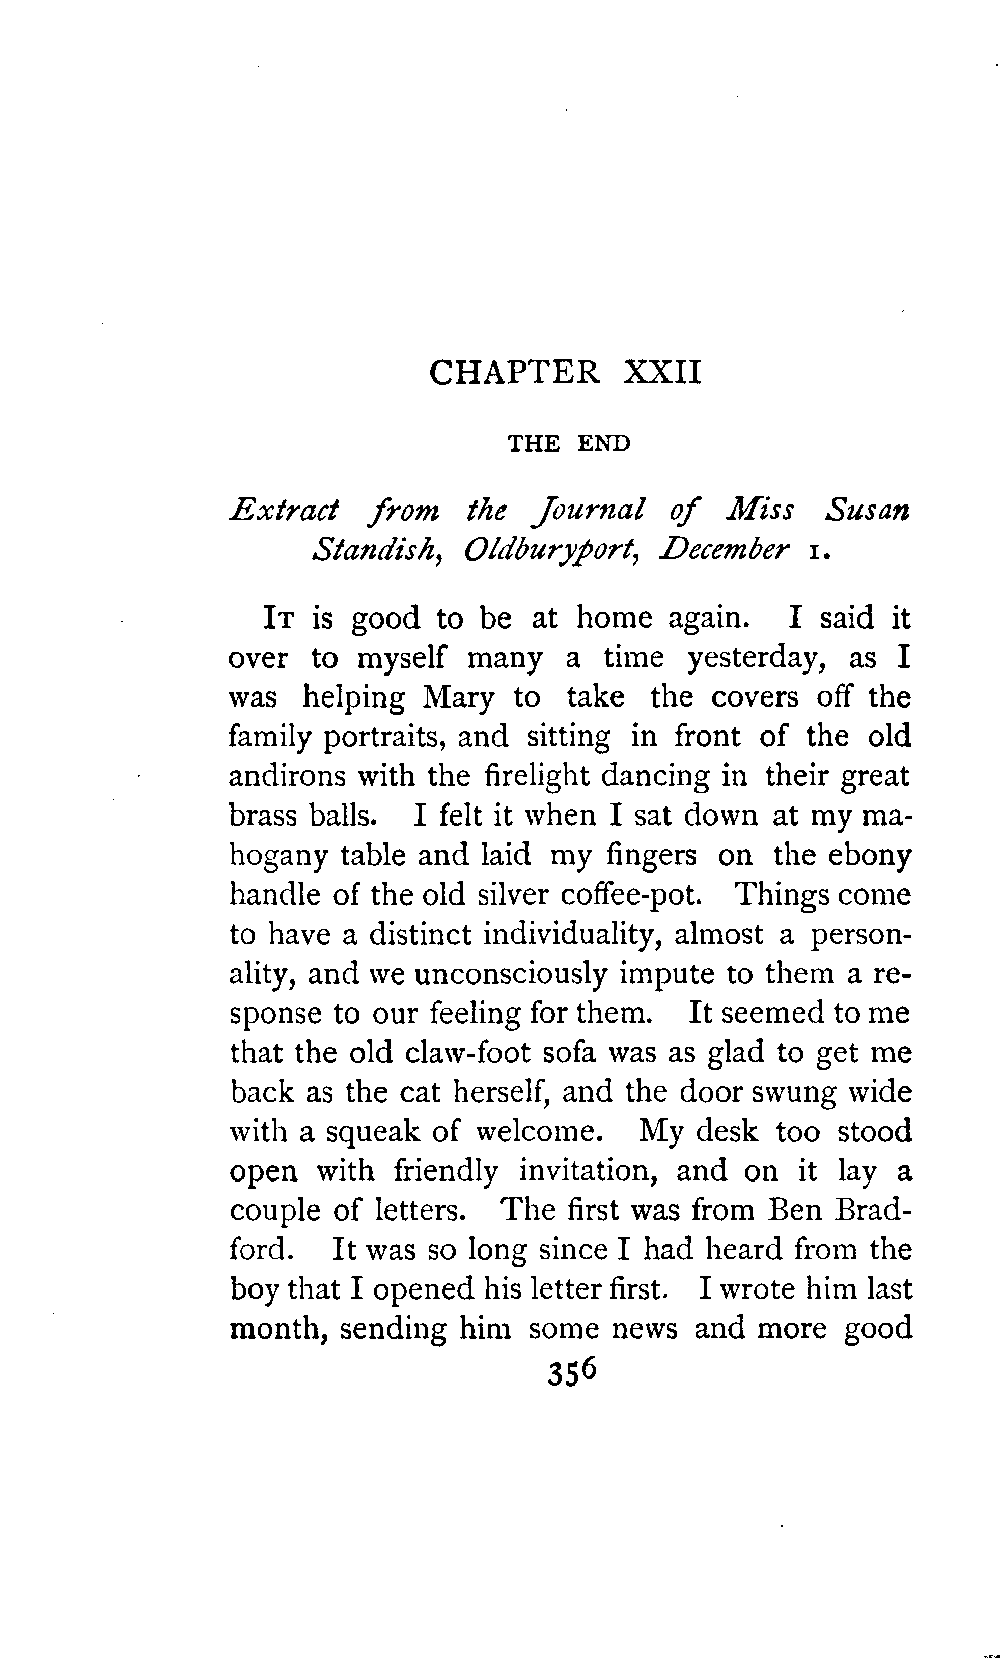 CHAPTER XXII
THE END
Extract from the Journal of Miss Susan
Standish, Oldburyport, December 1.
IT is good to be at home again. I said it
over to myself many a time yesterday, as I
was helping Mary to take the covers off the
family portraits, and sitting in front of the old
andirons with the firelight dancing in their great
brass balls. I felt it when I sat down at my ma-
hogany table and laid my fingers on the ebony
handle of the old silver coffee-pot. Things come
to have a distinct individuality, almost a person-
ality, and we unconsciously impute to them a re-
sponse to our feeling for them. It seemed to me
that the old claw-foot sofa was as glad to get me
back as the cat herself, and the door swung wide
with a squeak of welcome. My desk too stood
open with friendly invitation, and on it lay a
couple of letters. The first was from Ben Brad-
ford. It was so long since I had heard from the
boy that I opened his letter first. I wrote him last
month, sending him some news and more good
356